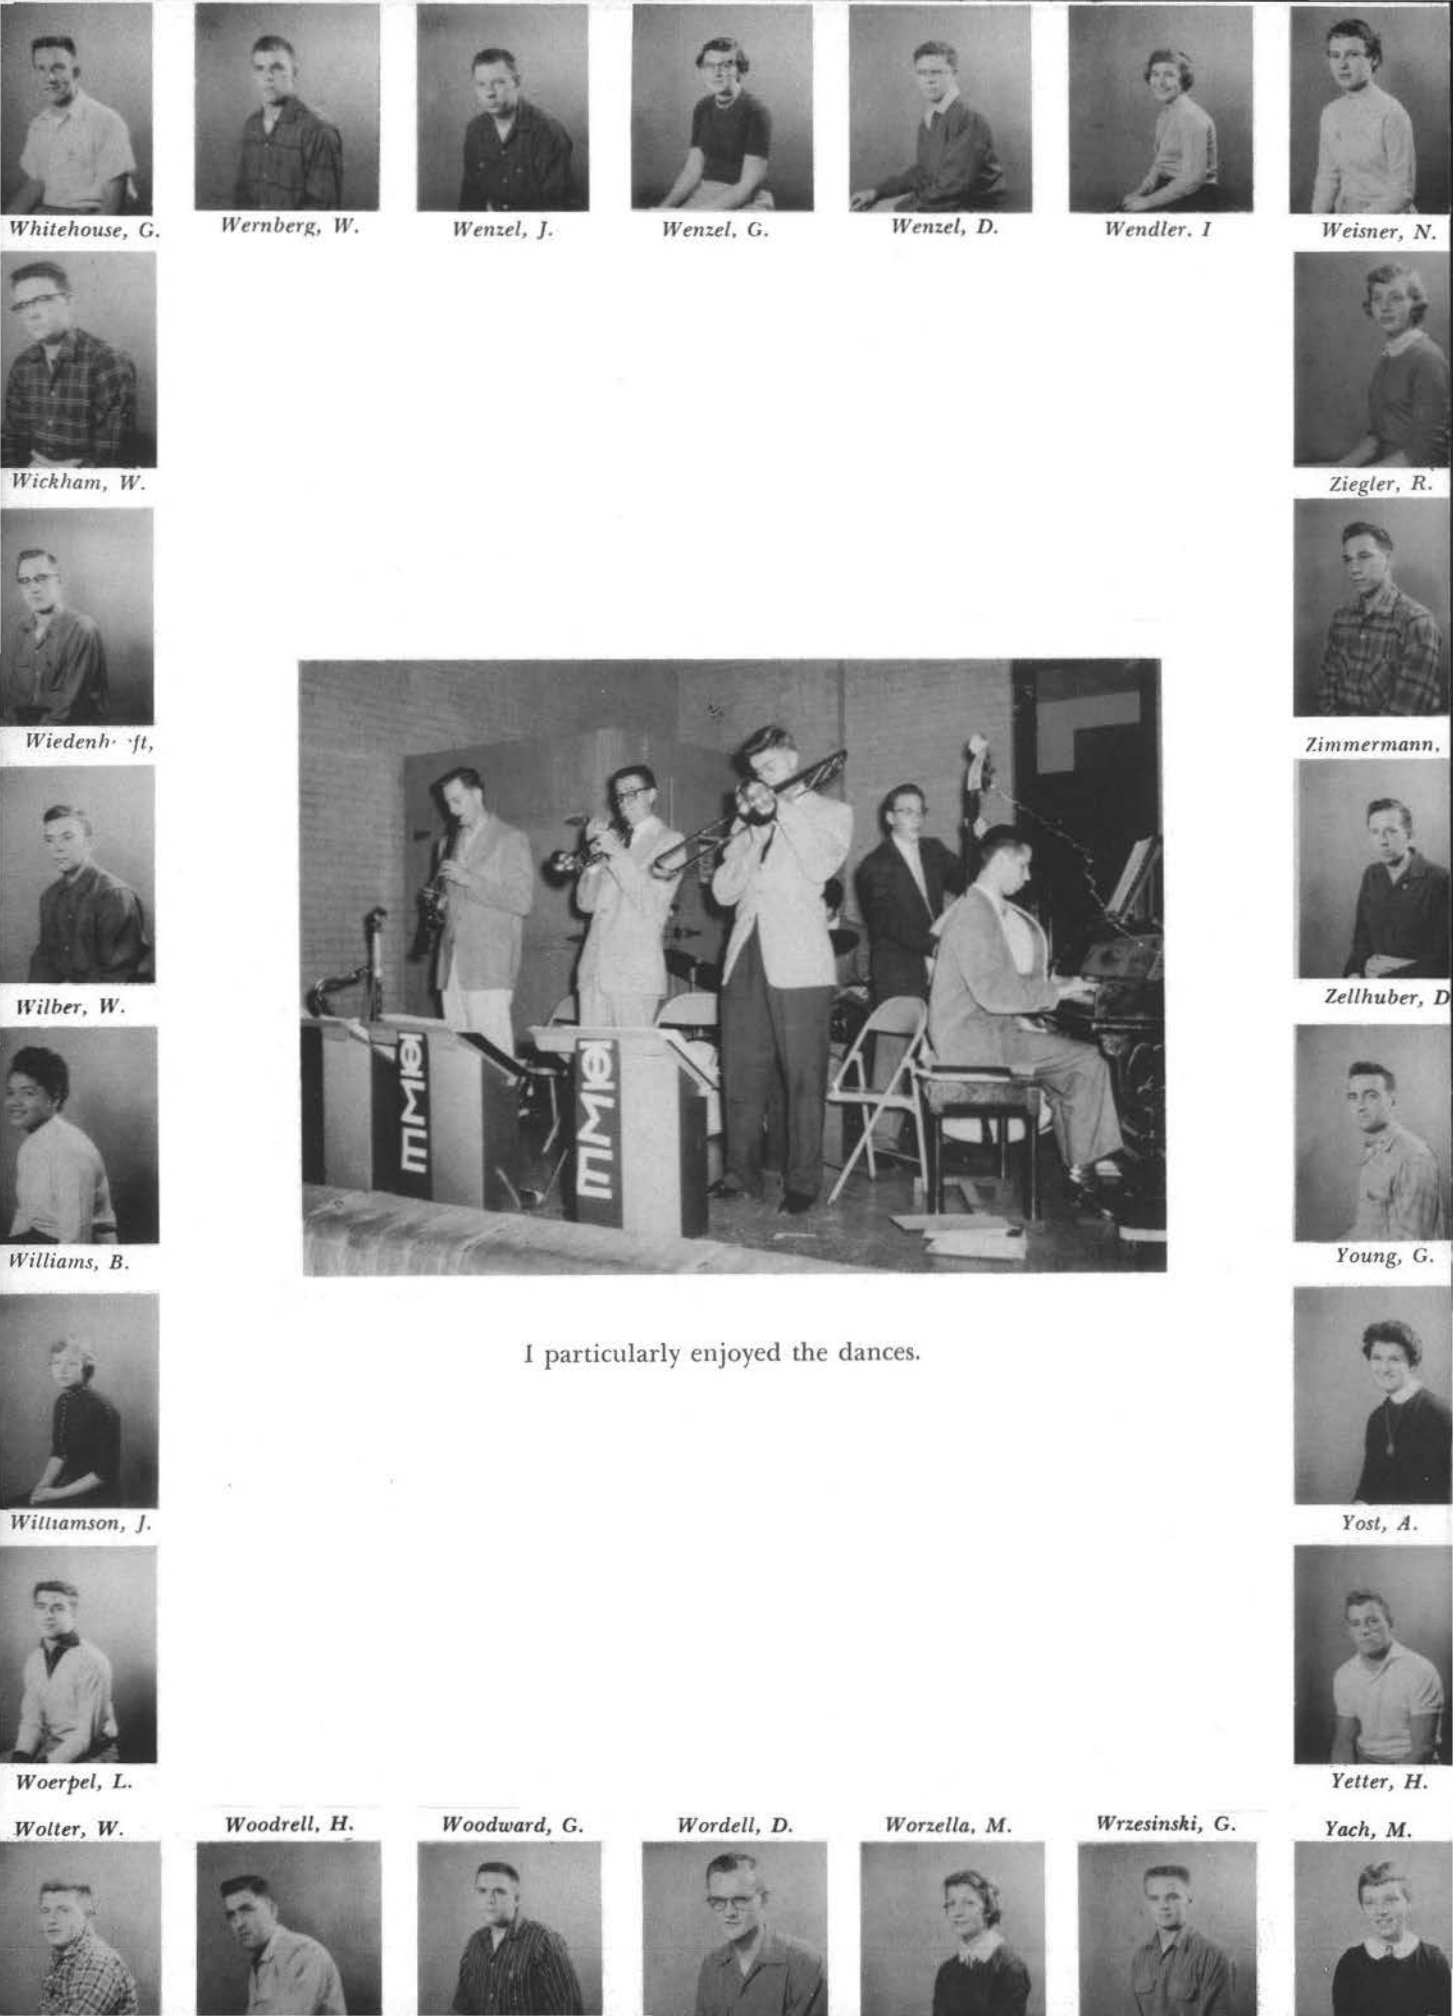 Whitehouse, G.
Wernberg, W.
Wenzel, J.
Wenzel, G.
Wenzel, D.
Wendler. I
Weisner, N.
Wickham, W.
Ziegler, R.
Zimmermann,
Wilber, W.
Zellhuber, D
Williams, B.
Young, G.
I particularly enjoyed the dances.
Williamson, J.
Yost, A.
Woerpel, L.
Yetter, H.
Wolter, W.
Woodrell, H.
Woodward, G.
Wordell, D.
Worzella, M.
Wrzesinski, G.
Yach, M.